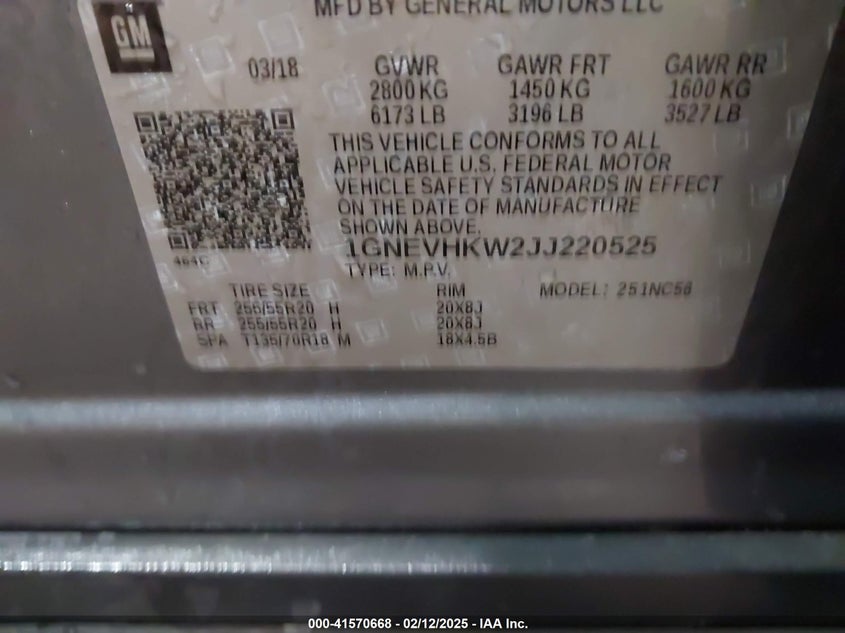 MFD BY GENERAL MOTORS LLC
GM
03/18 GVWR GAWR FRT GAWR RR
2800 KG 1450 KG 1600 KG
6173 LB 3196 LB 3527 LB
THIS VEHICLE CONFORMS TO ALL
APPLICABLE U.S. FEDERAL MOTOR
VEHICLE SAFETY STANDARDS IN EFFECT
ON THE DATE OF MANUFACTURE
SHOWN ABOVE.
1GNEVHKW2JJ220525
464C
TYPE: M.P.V.
TIRE SIZE RIM MODEL: 251NC56
FRT 255/55R20 H 20X8J
RR 255/55R20 H 20X8J
SPA T135/70R18 M 18X4.5B
000-41570668 - 02/12/2025 - IAA Inc.